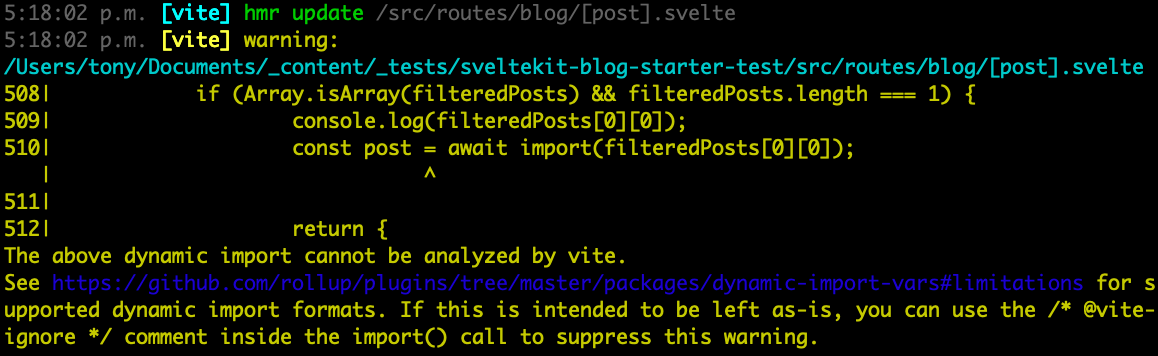 5:18:02 p.m. [vite] hmr update /src/routes/blog/[post].svelte
5:18:02 p.m. [vite] warning:
/Users/tony/Documents/_content/_tests/sveltekit-blog-starter-test/src/routes/blog/[post].svelte
508|            if (Array.isArray(filteredPosts) && filteredPosts.length === 1) {
509|                    console.log(filteredPosts[0][0]);
510|                    const post = await import(filteredPosts[0][0]);
   |                               ^
511|
512|                    return {
The above dynamic import cannot be analyzed by vite.
See https://github.com/rollup/plugins/tree/master/packages/dynamic-import-vars#limitations for s
upported dynamic import formats. If this is intended to be left as-is, you can use the /* @vite-
ignore */ comment inside the import() call to suppress this warning.